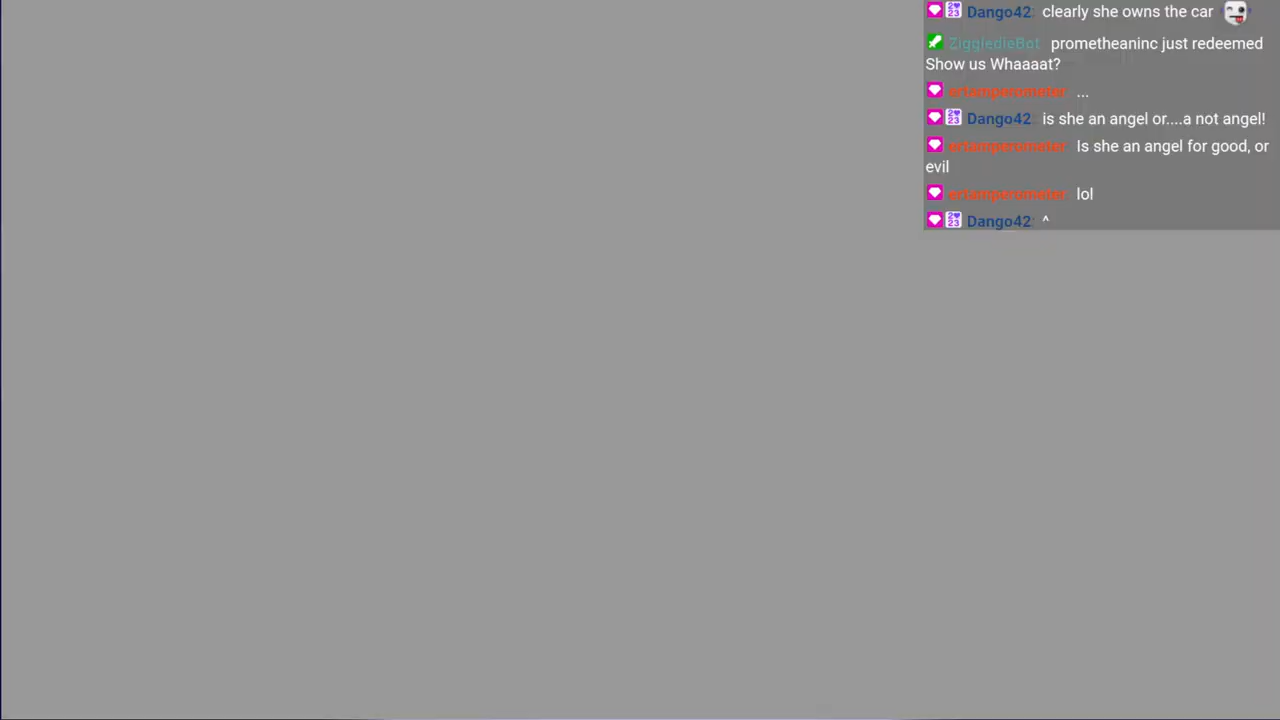 Dango42: clearly she owns the car
ZiggledieBot prometheaninc just redeemed
Show us Whaaaat?
...
Dango42: is she an angel or....a not angel!
Is she an angel for good, or
evil
lol
Dango42: ^